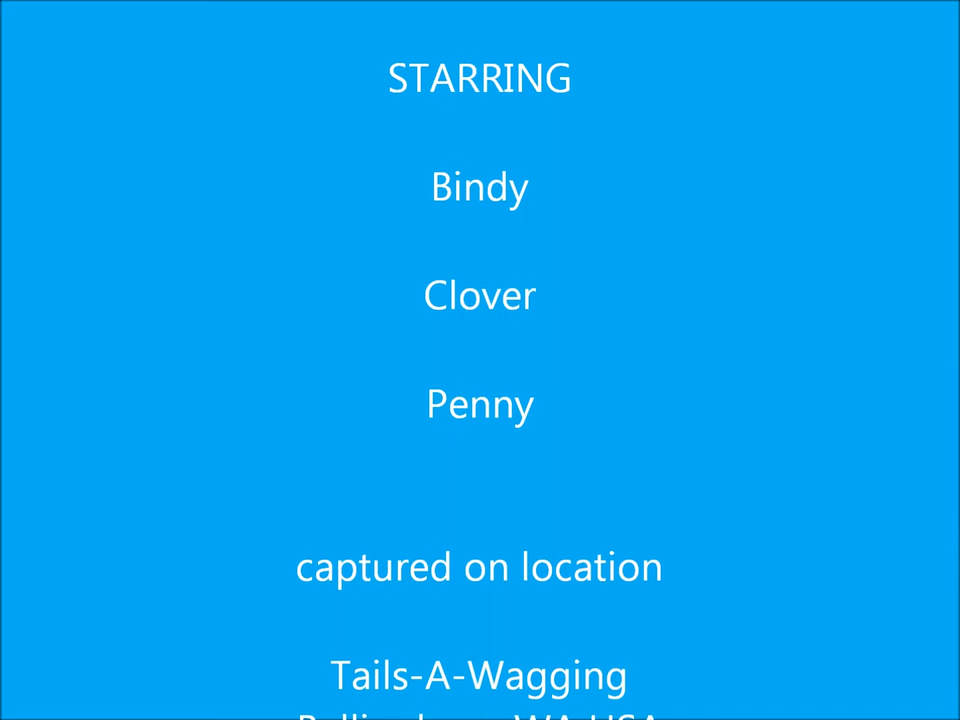 STARRING
Bindy
Clover
Penny
captured on location
Tails-A-Wagging